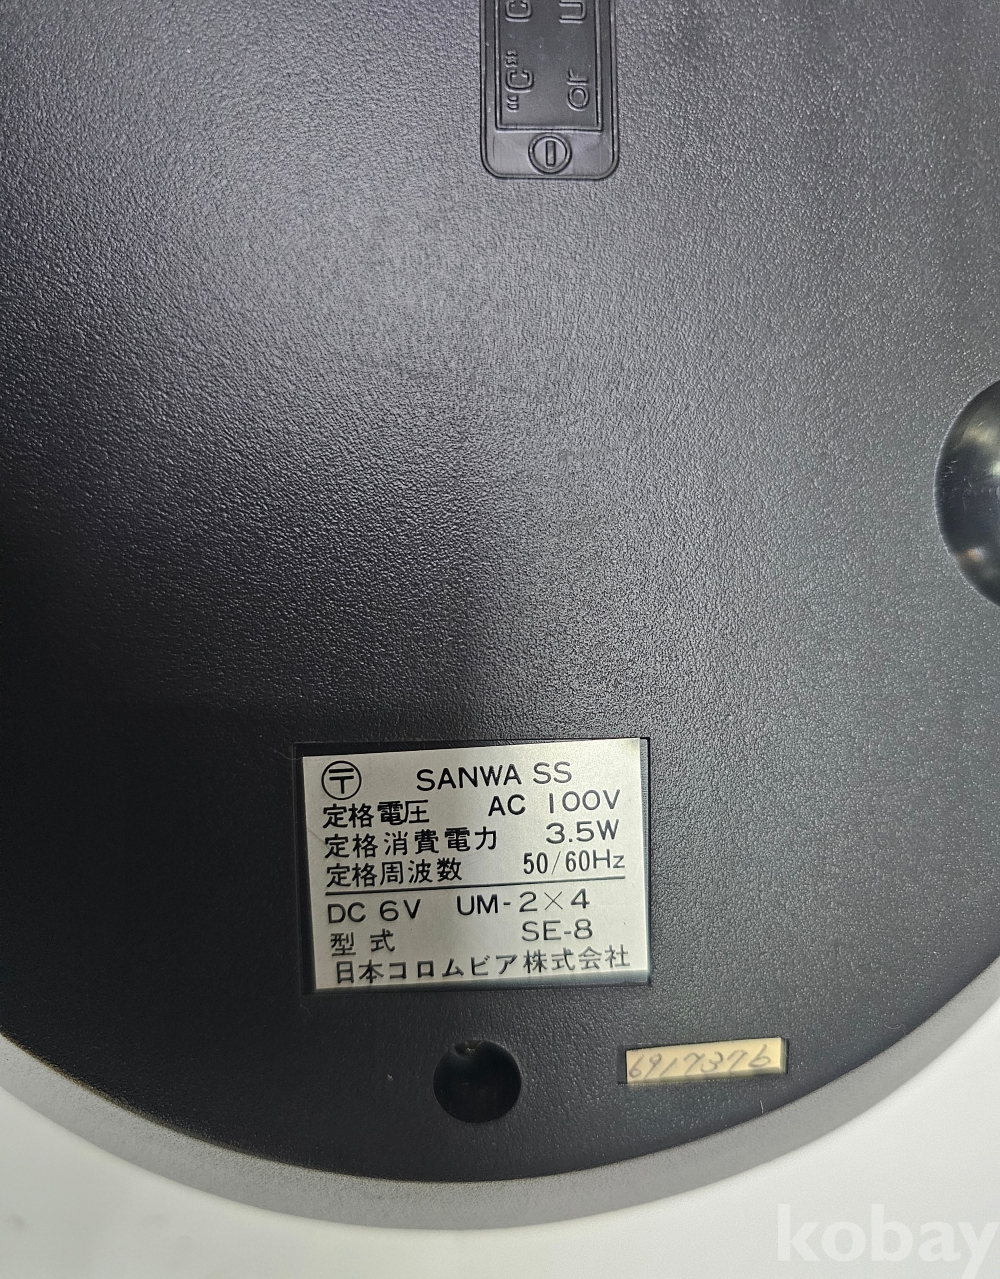 "C"
or
〒 SANWA SS
定格電圧 AC 100V
定格消費電力 3.5W
定格周波数 50/60Hz
DC 6V UM-2×4
型式 SE-8
日本コロムビア株式会社
6917376
kobay